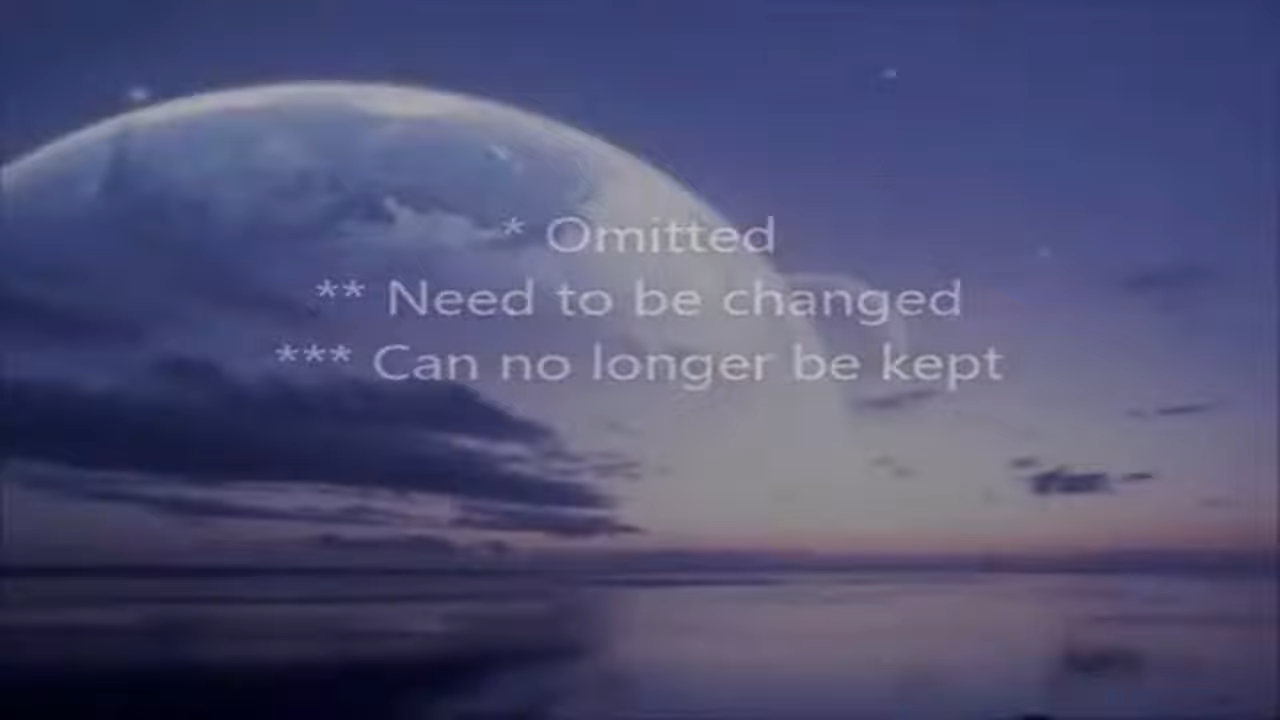 * Omitted
** Need to be changed
*** Can no longer be kept